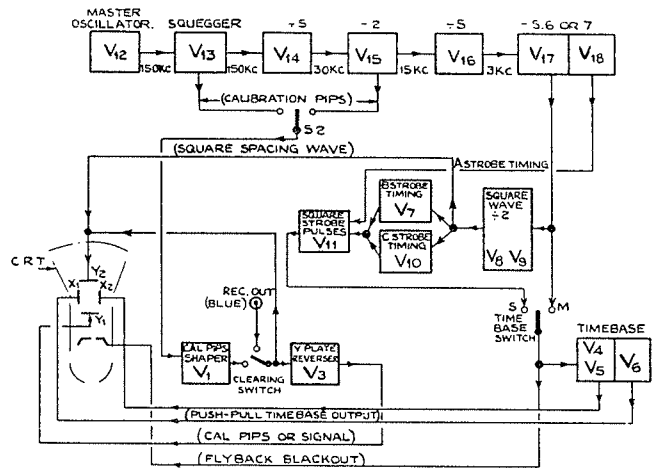 MASTER OSCILLATOR.
SQUEGGER
÷5
÷2
÷5
÷5.6 OR 7
V12
V13
V14
V15
V16
V17
V18
150KC
150KC
30KC
15KC
3KC
(CALIBRATION PIPS)
S2
(SQUARE SPACING WAVE)
A STROBE TIMING
B STROBE TIMING
V7
SQUARE STROBE PULSES
V11
C STROBE TIMING
V10
SQUARE WAVE ÷2
V8 V9
C.R.T.
Y2
X1
X2
Y1
REC. OUT (BLUE)
S
M
TIME BASE SWITCH
TIMEBASE
V4
V5
V6
CAL PIPS SHAPER
V1
CLEARING SWITCH
Y PLATE REVERSER
V3
(PUSH-PULL TIMEBASE OUTPUT)
(CAL PIPS OR SIGNAL)
(FLYBACK BLACKOUT)